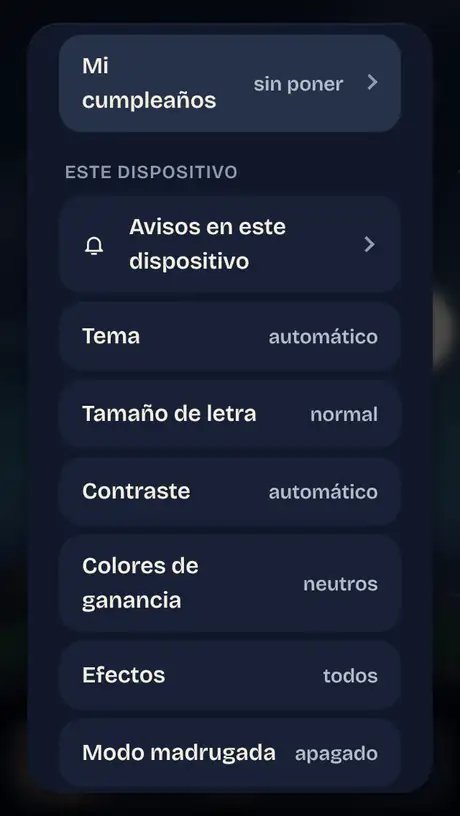 Mi
cumpleaños
sin poner
ESTE DISPOSITIVO
Avisos en este
dispositivo
Tema
automático
Tamaño de letra
normal
Contraste
automático
Colores de
ganancia
neutros
Efectos
todos
Modo madrugada
apagado